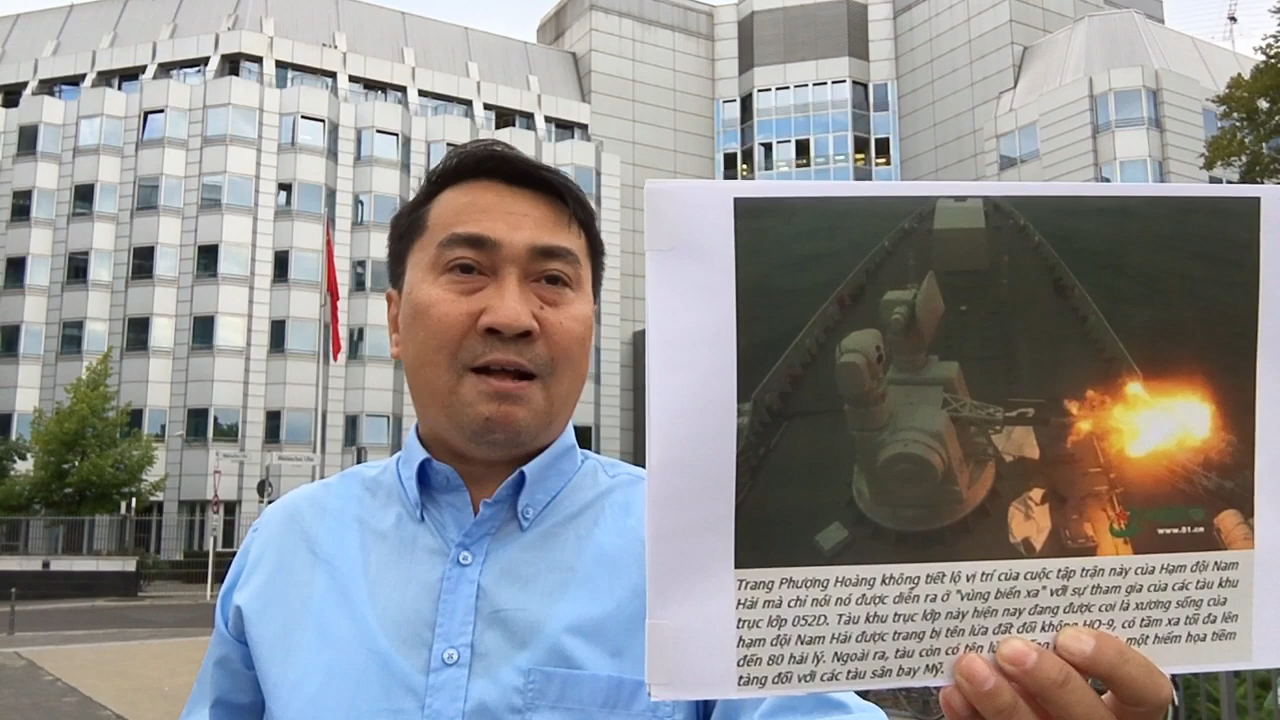 www.81.cn
Trang Phượng Hoàng không tiết lộ vị trí của cuộc tập trận này của Hạm đội Nam
Hải mà chỉ nói nó được diễn ra ở "vùng biển xa" với sự tham gia của các tàu khu
trục lớp 052D. Tàu khu trục lớp này hiện nay đang được coi là xương sống của
hạm đội Nam Hải được trang bị tên lửa đất đối không HQ-9, có tầm xa tối đa lên
đến 80 hải lý. Ngoài ra, tàu còn có tên một hiểm họa tiềm
tàng đối với các tàu sân bay Mỹ.